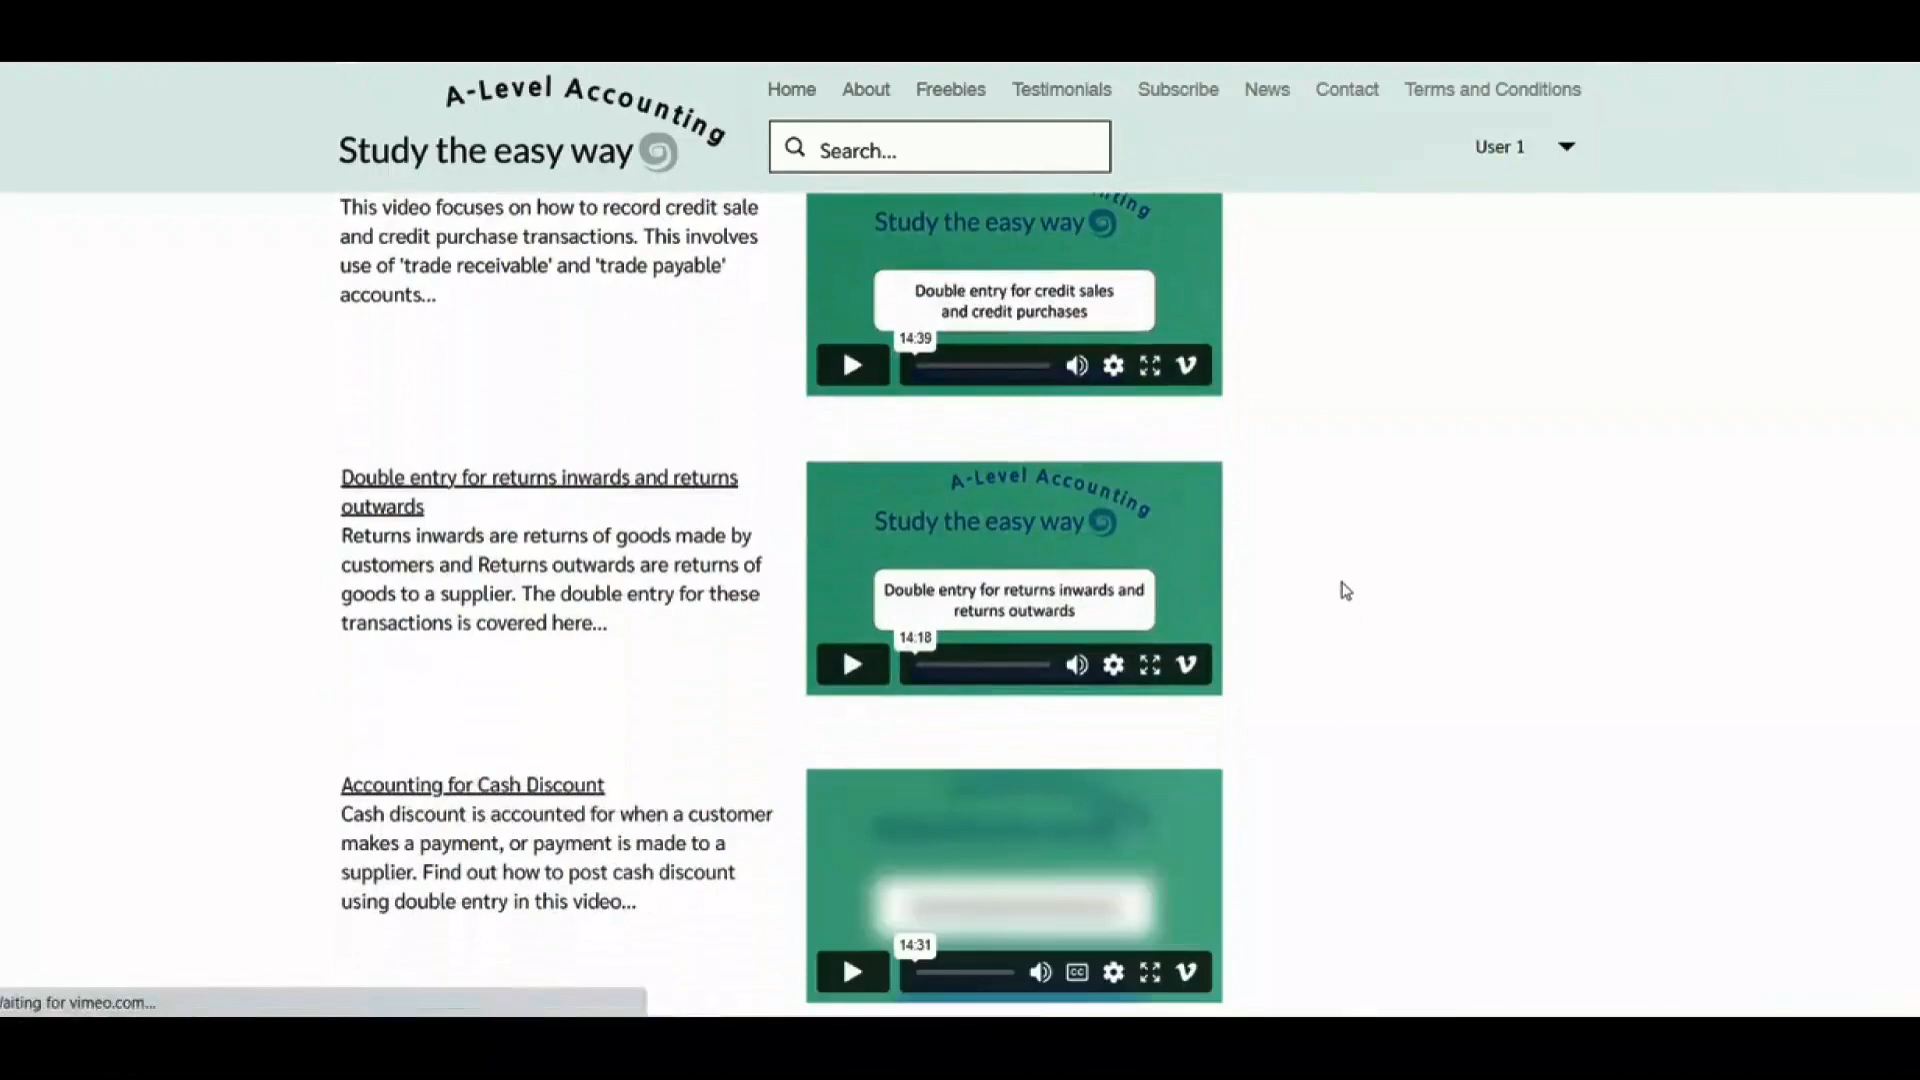 A-Level Accounting
Study the easy way
Home About Freebies Testimonials Subscribe News Contact Terms and Conditions
Search...
User 1
This video focuses on how to record credit sale
and credit purchase transactions. This involves
use of 'trade receivable' and 'trade payable'
accounts...
Study the easy way
Double entry for credit sales
and credit purchases
14:39
Double entry for returns inwards and returns
outwards
Returns inwards are returns of goods made by
customers and Returns outwards are returns of
goods to a supplier. The double entry for these
transactions is covered here...
A-Level Accounting
Study the easy way
Double entry for returns inwards and
returns outwards
14:18
Accounting for Cash Discount
Cash discount is accounted for when a customer
makes a payment, or payment is made to a
supplier. Find out how to post cash discount
using double entry in this video...
14:31
CC
for vimeo.com...